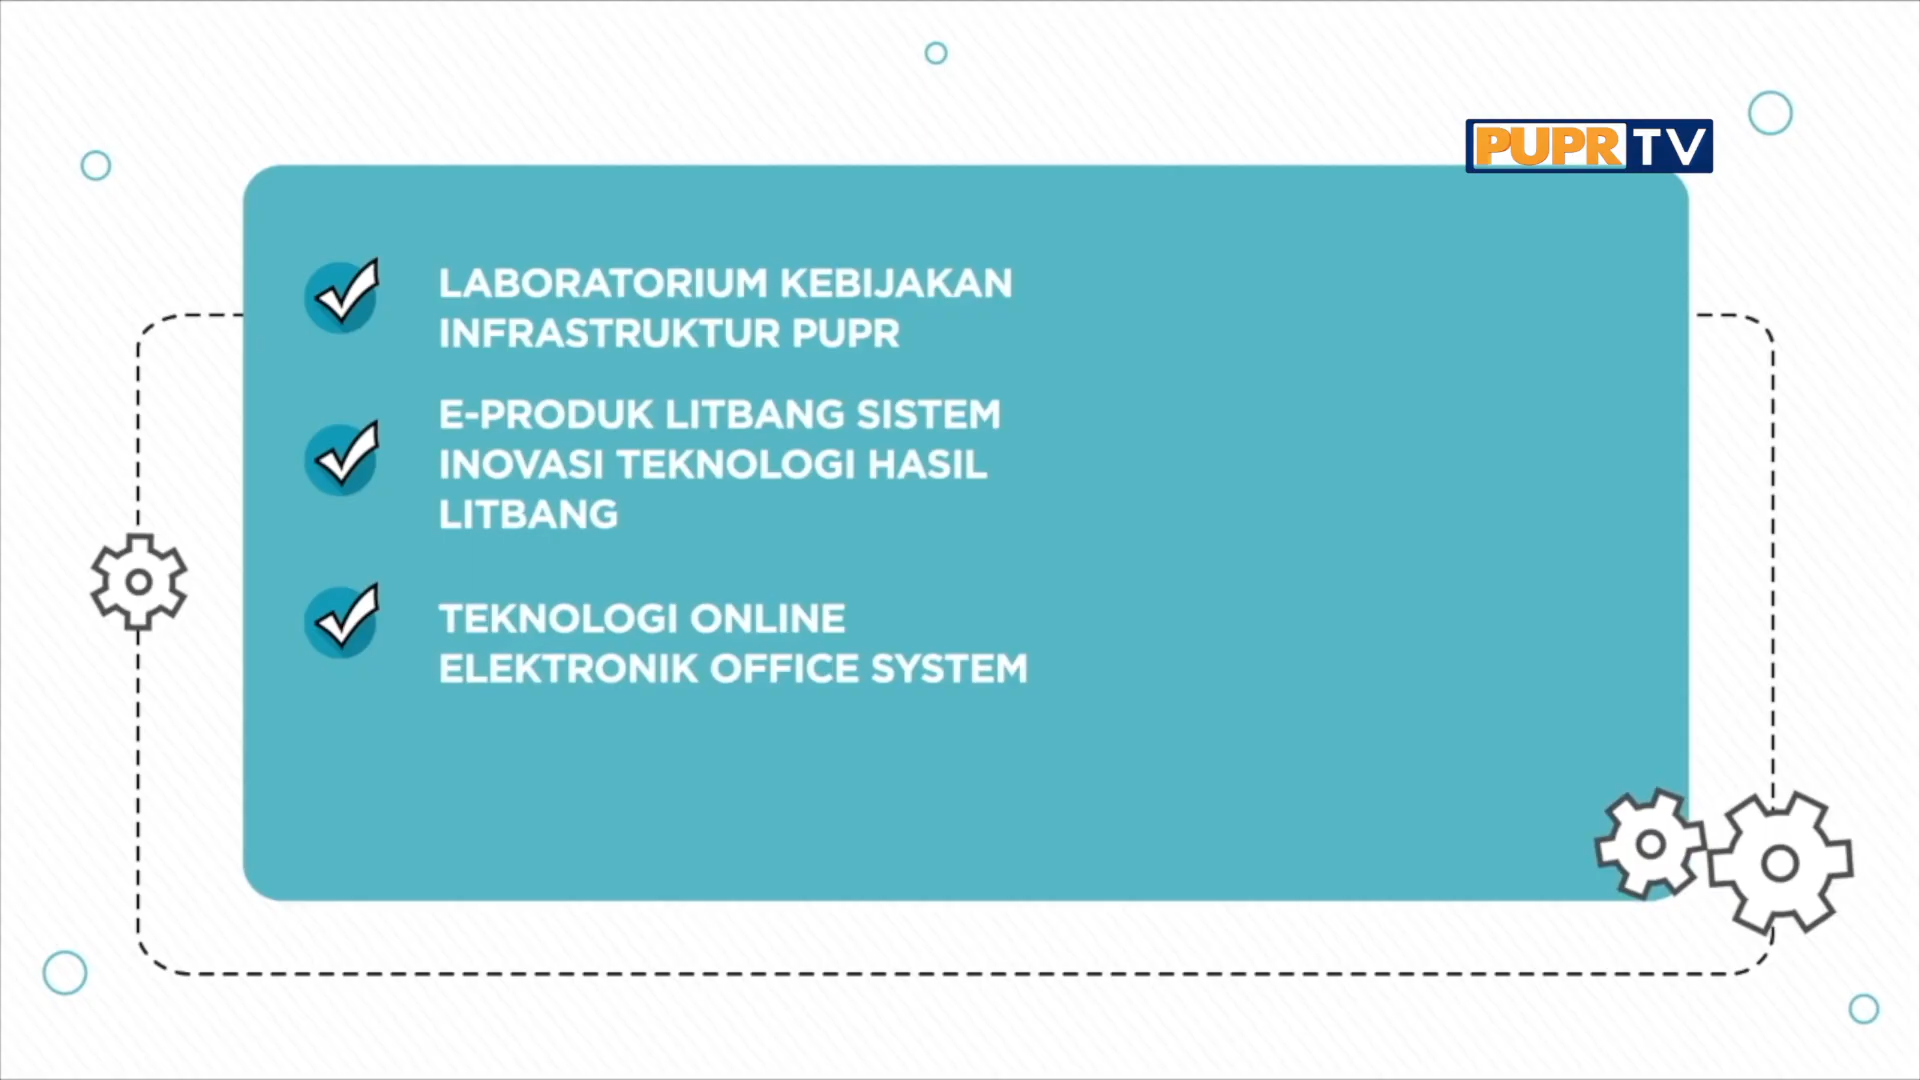 PUPR TV
LABORATORIUM KEBIJAKAN
INFRASTRUKTUR PUPR
E-PRODUK LITBANG SISTEM
INOVASI TEKNOLOGI HASIL
LITBANG
TEKNOLOGI ONLINE
ELEKTRONIK OFFICE SYSTEM